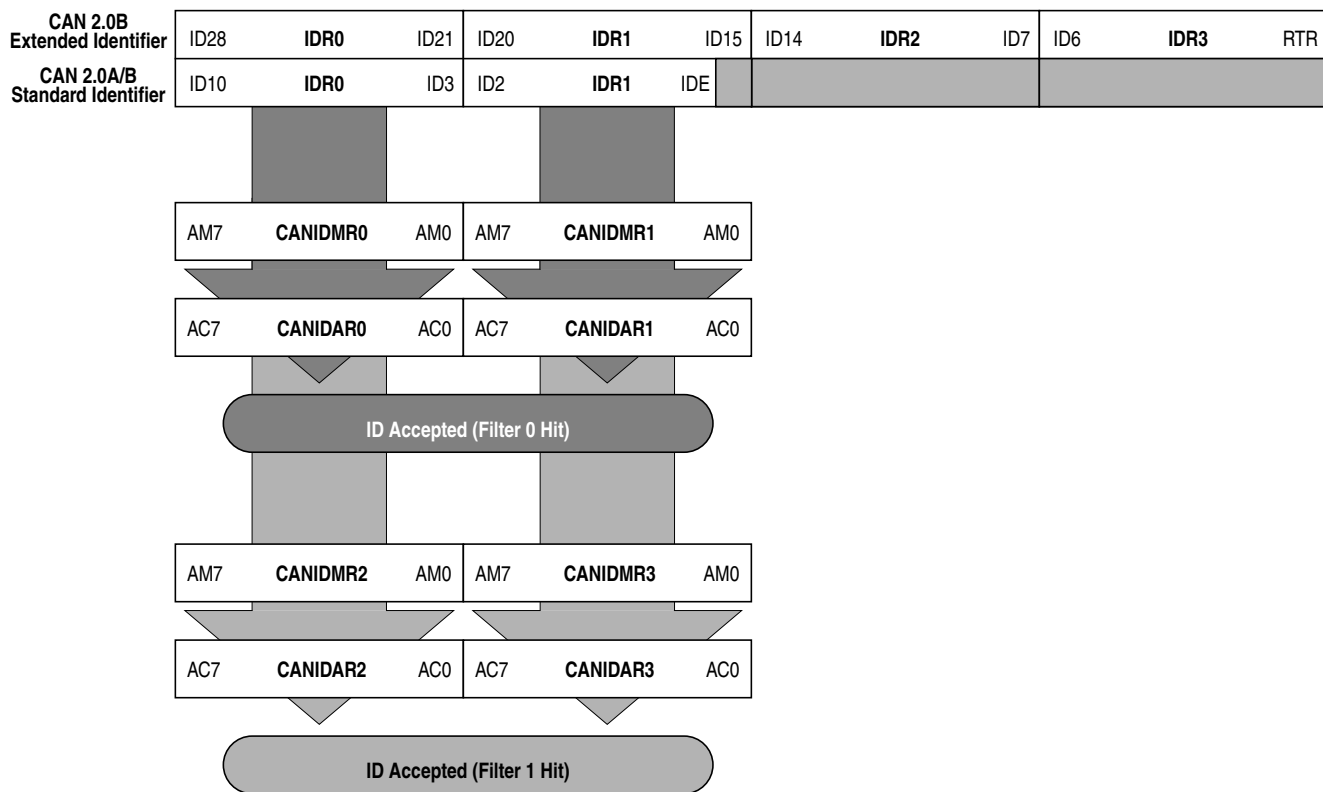 CAN 2.0B
Extended Identifier
ID28 IDR0 ID21 ID20 IDR1 ID15 ID14 IDR2 ID7 ID6 IDR3 RTR
CAN 2.0A/B
Standard Identifier
ID10 IDR0 ID3 ID2 IDR1 IDE
AM7 CANIDMR0 AM0 AM7 CANIDMR1 AM0
AC7 CANIDAR0 AC0 AC7 CANIDAR1 AC0
ID Accepted (Filter 0 Hit)
AM7 CANIDMR2 AM0 AM7 CANIDMR3 AM0
AC7 CANIDAR2 AC0 AC7 CANIDAR3 AC0
ID Accepted (Filter 1 Hit)